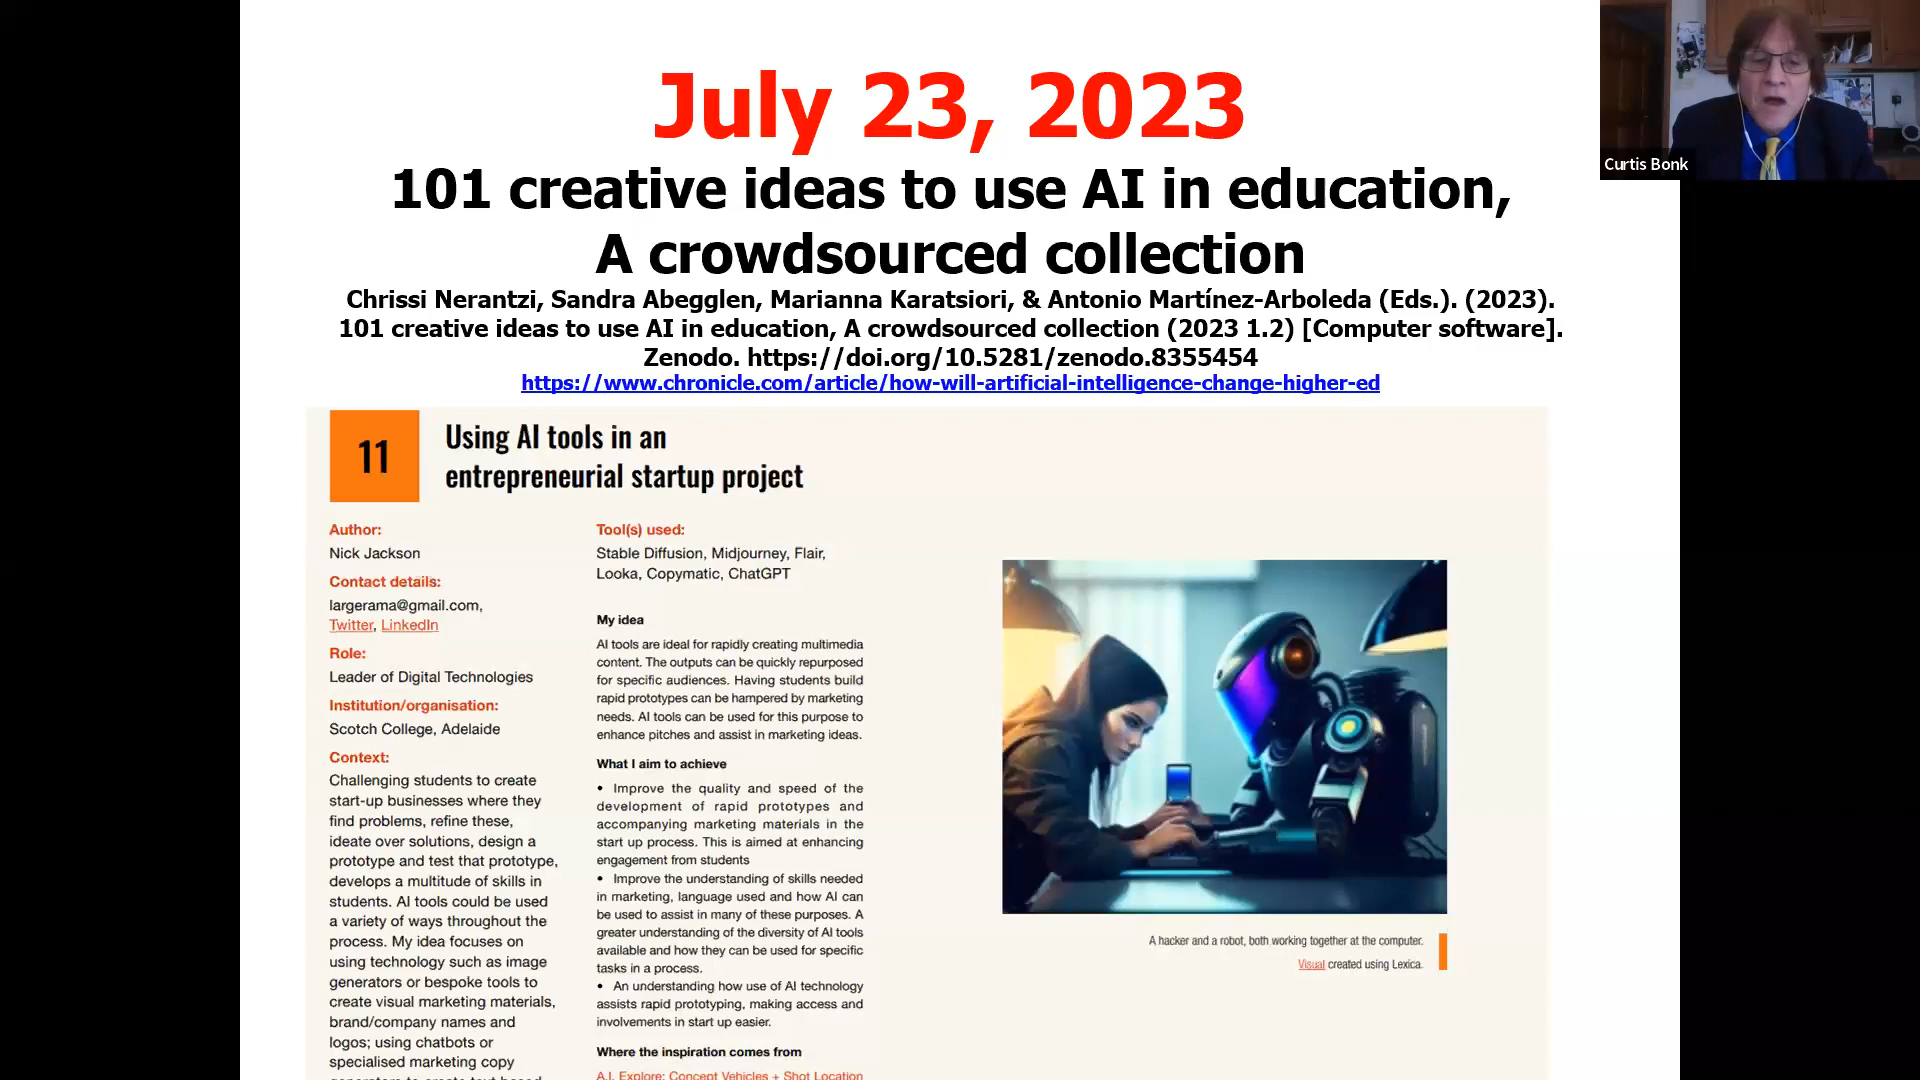 July 23, 2023
101 creative ideas to use AI in education,
A crowdsourced collection
Chrissi Nerantzi, Sandra Abegglen, Marianna Karatsiori, & Antonio Martínez-Arboleda (Eds.). (2023).
101 creative ideas to use AI in education, A crowdsourced collection (2023 1.2) [Computer software].
Zenodo. https://doi.org/10.5281/zenodo.8355454
https://www.chronicle.com/article/how-will-artificial-intelligence-change-higher-ed
Curtis Bonk
11
Using AI tools in an
entrepreneurial startup project
Author:
Nick Jackson
Contact details:
largerama@gmail.com,
Twitter, LinkedIn
Role:
Leader of Digital Technologies
Institution/organisation:
Scotch College, Adelaide
Context:
Challenging students to create
start-up businesses where they
find problems, refine these,
ideate over solutions, design a
prototype and test that prototype,
develops a multitude of skills in
students. AI tools could be used
a variety of ways throughout the
process. My idea focuses on
using technology such as image
generators or bespoke tools to
create visual marketing materials,
brand/company names and
logos; using chatbots or
specialised marketing copy
Tool(s) used:
Stable Diffusion, Midjourney, Flair,
Looka, Copymatic, ChatGPT
My idea
AI tools are ideal for rapidly creating multimedia
content. The outputs can be quickly repurposed
for specific audiences. Having students build
rapid prototypes can be hampered by marketing
needs. AI tools can be used for this purpose to
enhance pitches and assist in marketing ideas.
What I aim to achieve
• Improve the quality and speed of the
development of rapid prototypes and
accompanying marketing materials in the
start up process. This is aimed at enhancing
engagement from students
• Improve the understanding of skills needed
in marketing, language used and how AI can
be used to assist in many of these purposes. A
greater understanding of the diversity of AI tools
available and how they can be used for specific
tasks in a process.
• An understanding how use of AI technology
assists rapid prototyping, making access and
involvements in start up easier.
Where the inspiration comes from
A.I. Explore: Concept Vehicles + Shot Location
A hacker and a robot, both working together at the computer.
Visual created using Lexica.